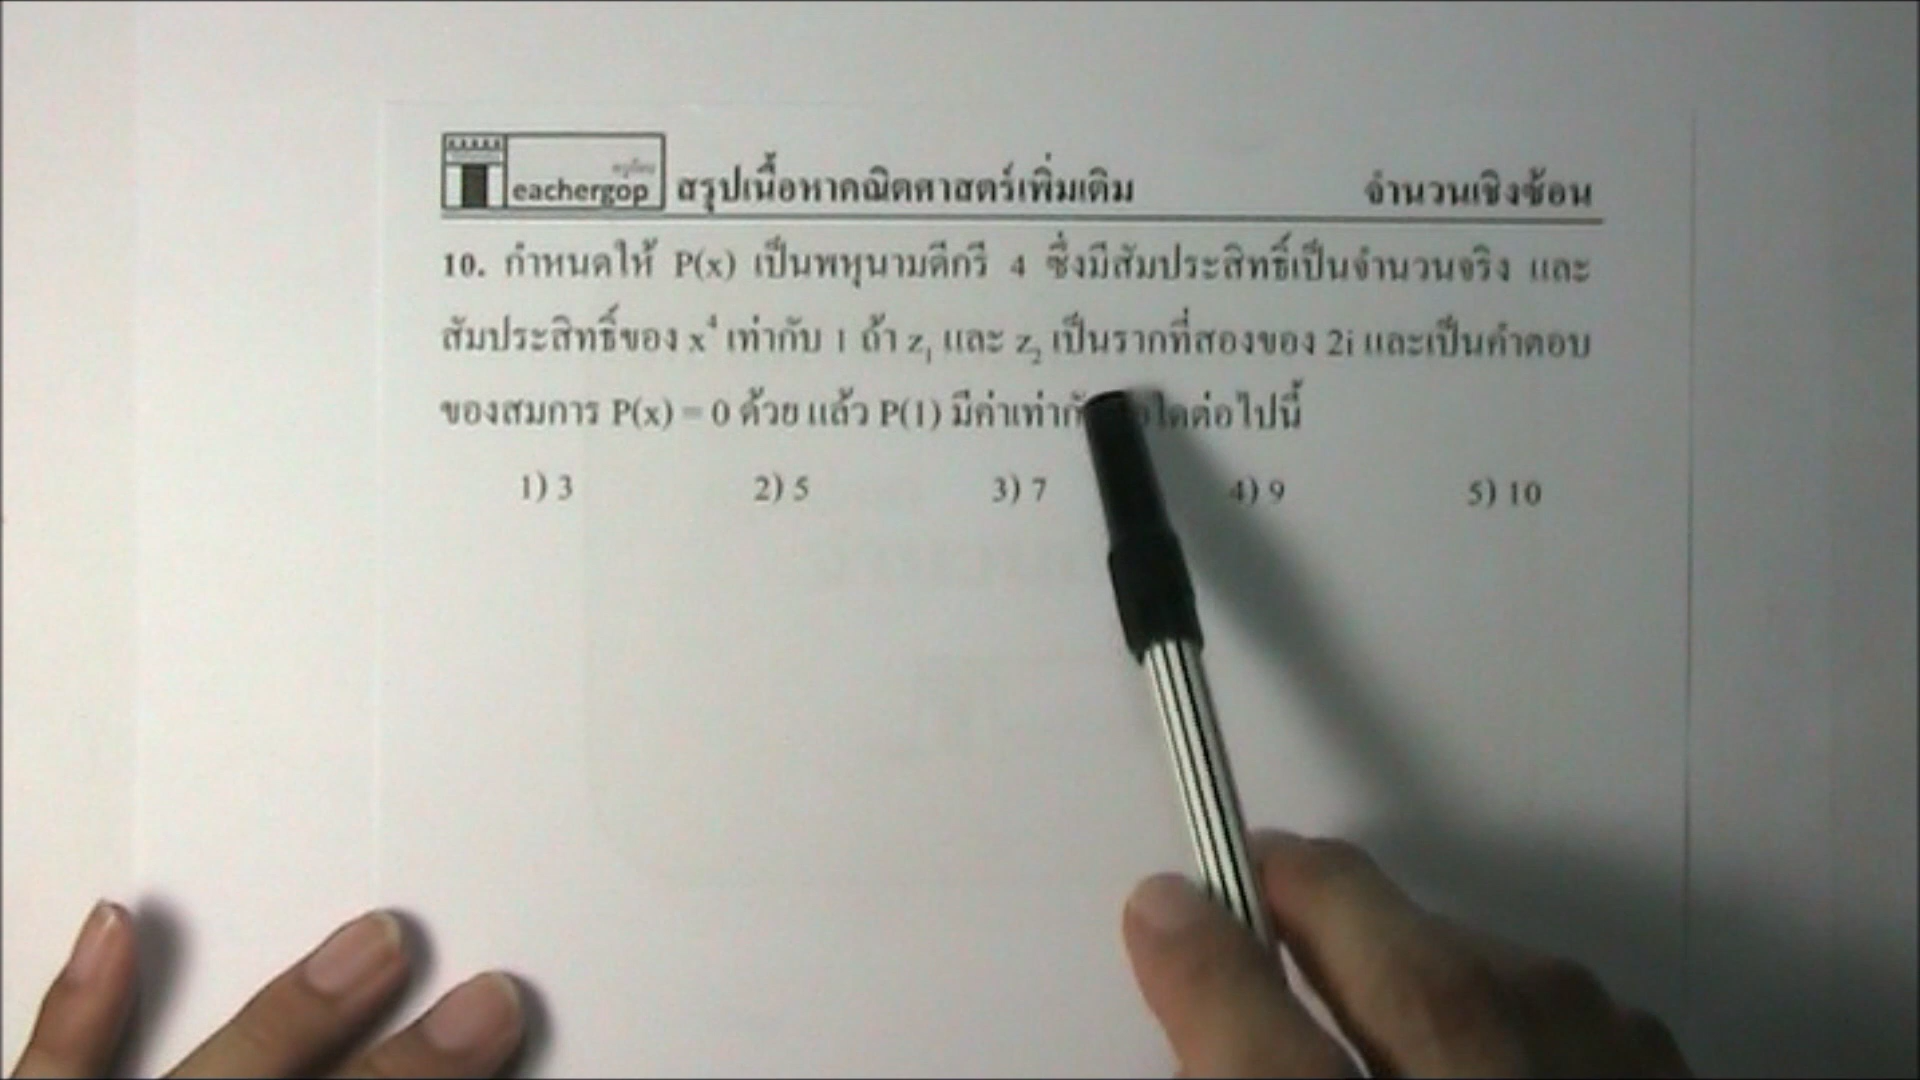 eachergop สรุปเนื้อหาคณิตศาสตร์เพิ่มเติม จำนวนเชิงซ้อน
10. กำหนดให้ P(x) เป็นพหุนามดีกรี 4 ซึ่งมีสัมประสิทธิ์เป็นจำนวนจริง และ
สัมประสิทธิ์ของ x⁴ เท่ากับ 1 ถ้า z₁ และ z₂ เป็นรากที่สองของ 2i และเป็นคำตอบ
ของสมการ P(x) = 0 ด้วย แล้ว P(1) มีค่าเท่า ใดต่อไปนี้
1) 3 2) 5 3) 7 4) 9 5) 10